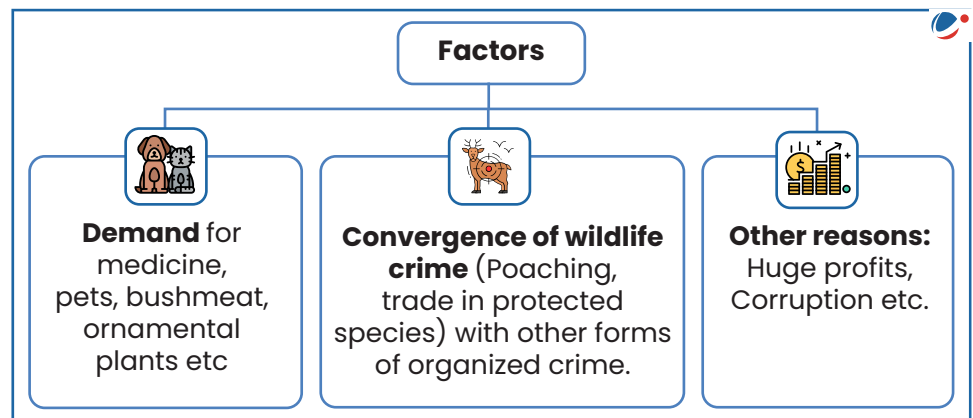 Factors
Demand for
medicine,
pets, bushmeat,
ornamental
plants etc
Convergence of wildlife
crime (Poaching,
trade in protected
species) with other forms
of organized crime.
Other reasons:
Huge profits,
Corruption etc.